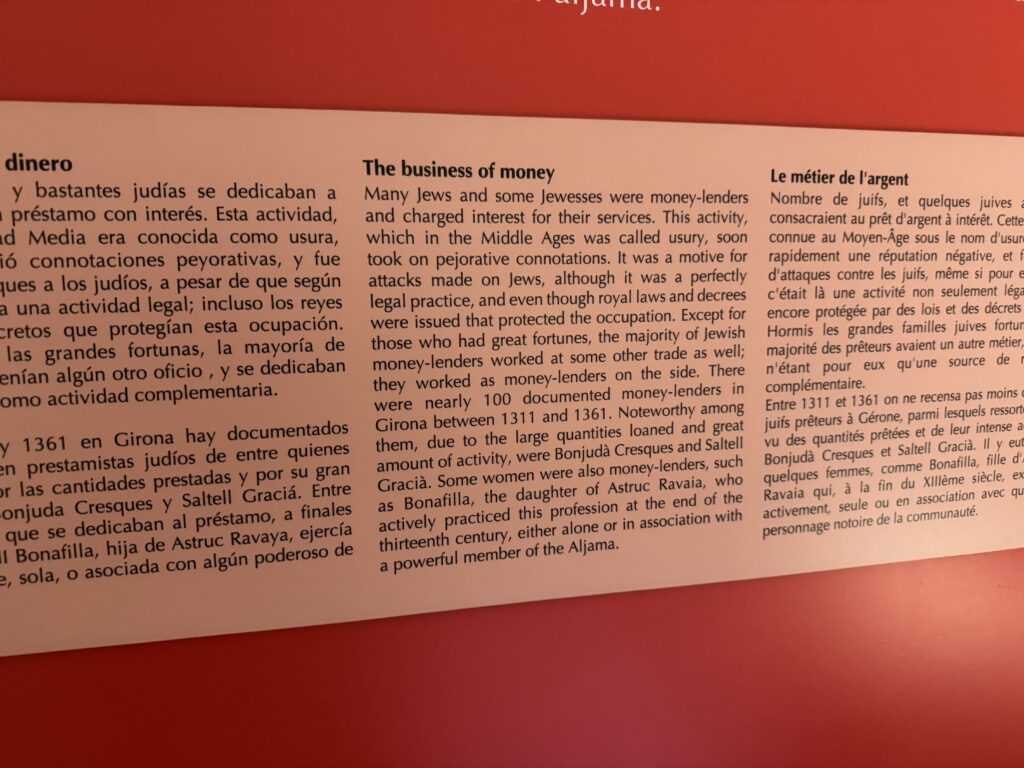 aljama.
dinero
y bastantes judías se dedicaban a
préstamo con interés. Esta actividad,
Media era conocida como usura,
connotaciones peyorativas, y fue
a los judíos, a pesar de que según
una actividad legal; incluso los reyes
que protegían esta ocupación.
las grandes fortunas, la mayoría de
algún otro oficio , y se dedicaban
como actividad complementaria.
y 1361 en Girona hay documentados
prestamistas judíos de entre quienes
las cantidades prestadas y por su gran
Bonjuda Cresques y Saltell Graciá. Entre
que se dedicaban al préstamo, a finales
Bonafilla, hija de Astruc Ravaya, ejercía
sola, o asociada con algún poderoso de
The business of money
Many Jews and some Jewesses were money-lenders
and charged interest for their services. This activity,
which in the Middle Ages was called usury, soon
took on pejorative connotations. It was a motive for
attacks made on Jews, although it was a perfectly
legal practice, and even though royal laws and decrees
were issued that protected the occupation. Except for
those who had great fortunes, the majority of Jewish
money-lenders worked at some other trade as well;
they worked as money-lenders on the side. There
were nearly 100 documented money-lenders in
Girona between 1311 and 1361. Noteworthy among
them, due to the large quantities loaned and great
amount of activity, were Bonjudà Cresques and Saltell
Gracià. Some women were also money-lenders, such
as Bonafilla, the daughter of Astruc Ravaia, who
actively practiced this profession at the end of the
thirteenth century, either alone or in association with
a powerful member of the Aljama.
Le métier de l'argent
Nombre de juifs, et quelques juives
consacraient au prêt d'argent à intérêt. Cette
connue au Moyen-Âge sous le nom
rapidement une réputation négative, et
d'attaques contre les juifs, même si pour
c'était là une activité non seulement
encore protégée par des lois et des décrets
Hormis les grandes familles juives
majorité des prêteurs avaient un autre métier,
n'étant pour eux qu'une source de
complémentaire.
Entre 1311 et 1361 on ne recensa pas moins
juifs prêteurs à Gérone, parmi lesquels
vu des quantités prêtées et de leur intense
Bonjudà Cresques et Saltell Gracià. Il y
quelques femmes, comme Bonafilla, fille
Ravaia qui, à la fin du XIIIème siècle,
activement, seule ou en association avec
personnage notoire de la communauté.